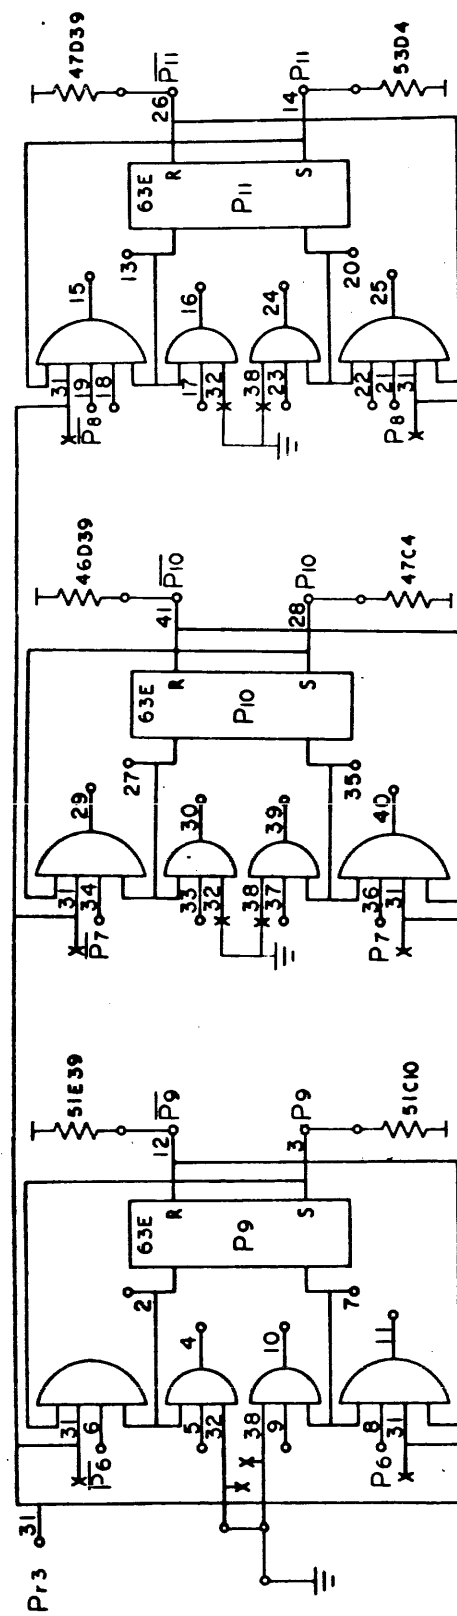 Pr3
31
31
P6
6
2
5
4
32
38
9
10
7
8
P6
31
11
63E
P9
R
S
12
P9
51E39
3
P9
51C10
31
P7
34
29
27
33
30
32
38
37
39
35
36
P7
31
40
63E
P10
R
S
41
P10
46D39
28
P10
47C4
31
P8
19
18
15
13
17
16
32
38
23
24
20
22
21
P8
31
25
63E
P11
R
S
26
P11
47D39
14
P11
53D4